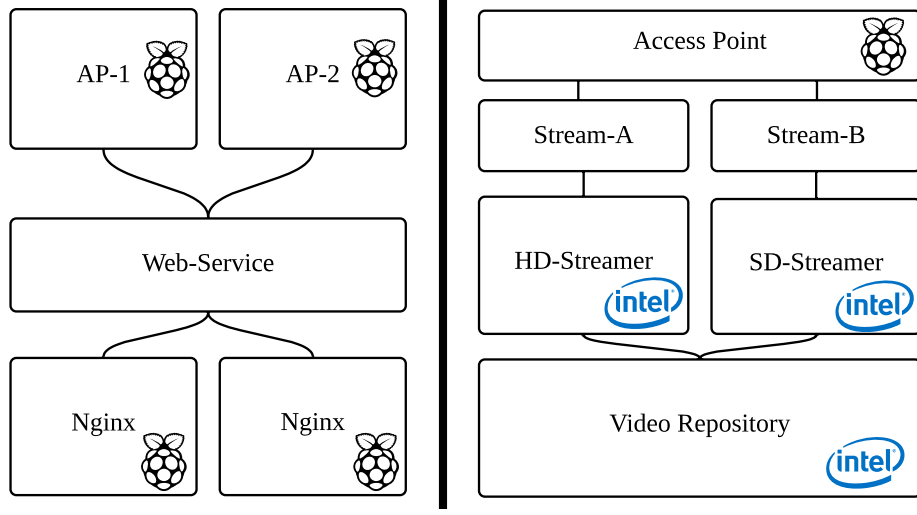 AP-1
AP-2
Web-Service
Nginx
Nginx
Access Point
Stream-A
Stream-B
HD-Streamer
SD-Streamer
intel
intel
Video Repository
intel